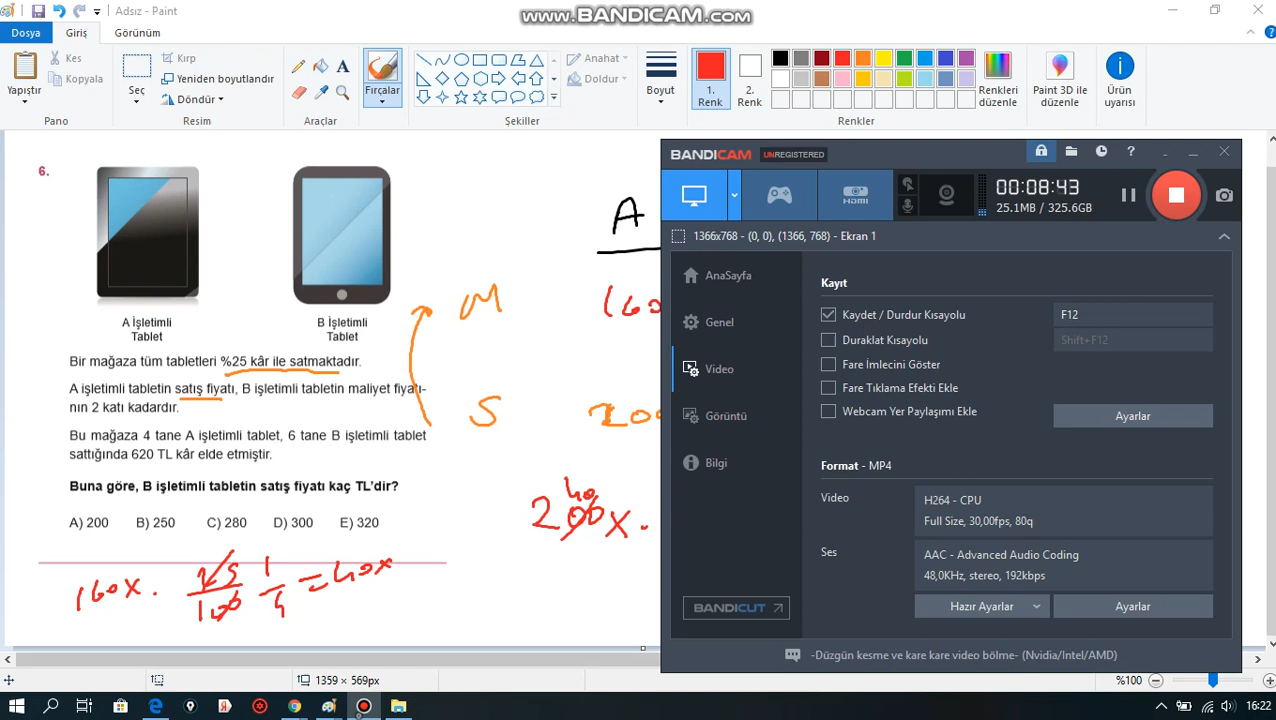 Adsız - Paint
www.BANDICAM.com
Dosya
Giriş
Görünüm
Yapıştır
Kes
Kopyala
Pano
Seç
Kırp
Yeniden boyutlandır
Döndür
Resim
A
Araçlar
Fırçalar
Anahat
Doldur
Şekiller
Boyut
1.
Renk
2.
Renk
Renkleri
düzenle
Renkler
Paint 3D ile
düzenle
Ürün
uyarısı
6.
A İşletimli
Tablet
B İşletimli
Tablet
Bir mağaza tüm tabletleri %25 kâr ile satmaktadır.
A işletimli tabletin satış fiyatı, B işletimli tabletin maliyet fiyatı-
nın 2 katı kadardır.
Bu mağaza 4 tane A işletimli tablet, 6 tane B işletimli tablet
sattığında 620 TL kâr elde etmiştir.
Buna göre, B işletimli tabletin satış fiyatı kaç TL'dir?
A) 200 B) 250 C) 280 D) 300 E) 320
A
M 160
S 200
40
200x.
160x . 25/100 1/4 = 40x
BANDICAM UNREGISTERED
HDMI
00:08:43
25.1MB / 325.6GB
1366x768 - (0, 0), (1366, 768) - Ekran 1
AnaSayfa
Genel
Video
Görüntü
Bilgi
BANDICUT
Kayıt
Kaydet / Durdur Kısayolu F12
Duraklat Kısayolu Shift+F12
Fare İmlecini Göster
Fare Tıklama Efekti Ekle
Webcam Yer Paylaşımı Ekle
Ayarlar
Format - MP4
Video
H264 - CPU
Full Size, 30,00fps, 80q
Ses
AAC - Advanced Audio Coding
48,0KHz, stereo, 192kbps
Hazır Ayarlar
Ayarlar
-Düzgün kesme ve kare kare video bölme- (Nvidia/Intel/AMD)
1359 × 569px
%100
16:22